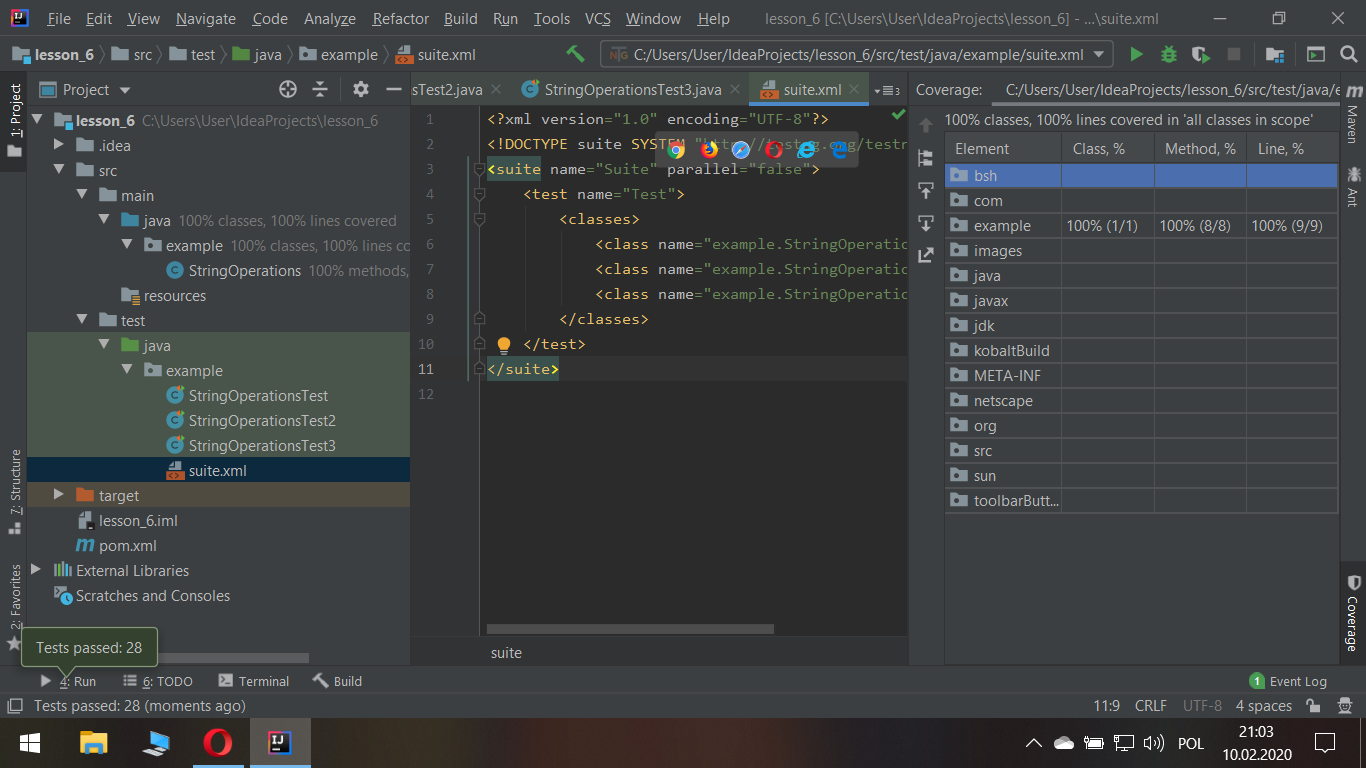 File Edit View Navigate Code Analyze Refactor Build Run Tools VCS Window Help lesson_6 [C:\Users\User\IdeaProjects\lesson_6] - ...\suite.xml
lesson_6 src test java example suite.xml
C:/Users/User/IdeaProjects/lesson_6/src/test/java/example/suite.xml
1: Project
Project
lesson_6 C:\Users\User\IdeaProjects\lesson_6
.idea
src
main
java 100% classes, 100% lines covered
example 100% classes, 100% lines co
StringOperations 100% methods,
resources
test
java
example
StringOperationsTest
StringOperationsTest2
StringOperationsTest3
suite.xml
target
lesson_6.iml
pom.xml
External Libraries
Scratches and Consoles
7: Structure
2: Favorites
sTest2.java StringOperationsTest3.java suite.xml 3
1 <?xml version="1.0" encoding="UTF-8"?>
2 <!DOCTYPE suite SYSTEM "http://testng.org/testn
3 <suite name="Suite" parallel="false">
4 <test name="Test">
5 <classes>
6 <class name="example.StringOperatio
7 <class name="example.StringOperatio
8 <class name="example.StringOperatio
9 </classes>
10 </test>
11 </suite>
12
suite
Coverage: C:/Users/User/IdeaProjects/lesson_6/src/test/java/e
100% classes, 100% lines covered in 'all classes in scope'
Element Class, % Method, % Line, %
bsh
com
example 100% (1/1) 100% (8/8) 100% (9/9)
images
java
javax
jdk
kobaltBuild
META-INF
netscape
org
src
sun
toolbarButt...
Maven
Ant
Coverage
Tests passed: 28
4: Run 6: TODO Terminal Build 1 Event Log
Tests passed: 28 (moments ago) 11:9 CRLF UTF-8 4 spaces
POL 21:03
10.02.2020